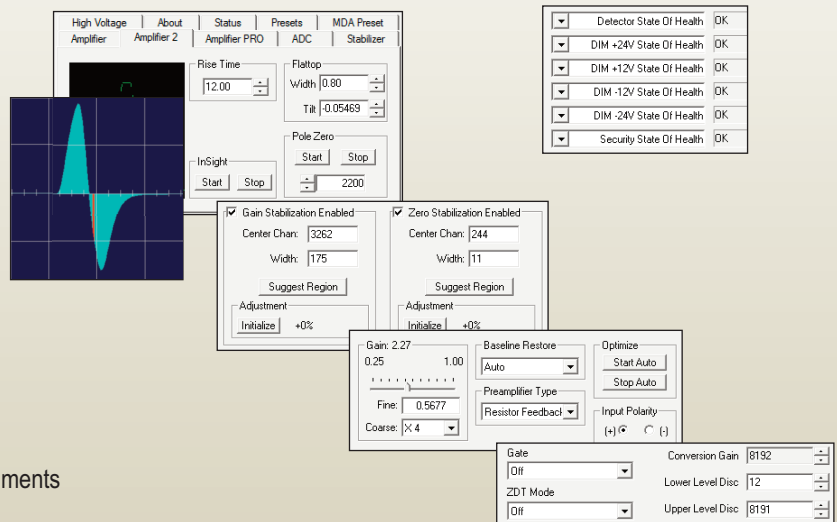 High Voltage About Status Presets MDA Preset
Amplifier Amplifier 2 Amplifier PRO ADC Stabilizer
Rise Time
12.00
Flattop
Width 0.80
Tilt -0.05469
Pole Zero
Start Stop
2200
InSight
Start Stop
Detector State Of Health OK
DIM +24V State Of Health OK
DIM +12V State Of Health OK
DIM -12V State Of Health OK
DIM -24V State Of Health OK
Security State Of Health OK
Gain Stabilization Enabled
Center Chan: 3262
Width: 175
Suggest Region
Adjustment
Initialize +0%
Zero Stabilization Enabled
Center Chan: 244
Width: 11
Suggest Region
Adjustment
Initialize +0%
Gain: 2.27
0.25 1.00
Fine: 0.5677
Coarse: X 4
Baseline Restore
Auto
Preamplifier Type
Resistor Feedback
Optimize
Start Auto
Stop Auto
Input Polarity
(+) (-)
Gate
Off
ZDT Mode
Off
Conversion Gain 8192
Lower Level Disc 12
Upper Level Disc 8191
ments